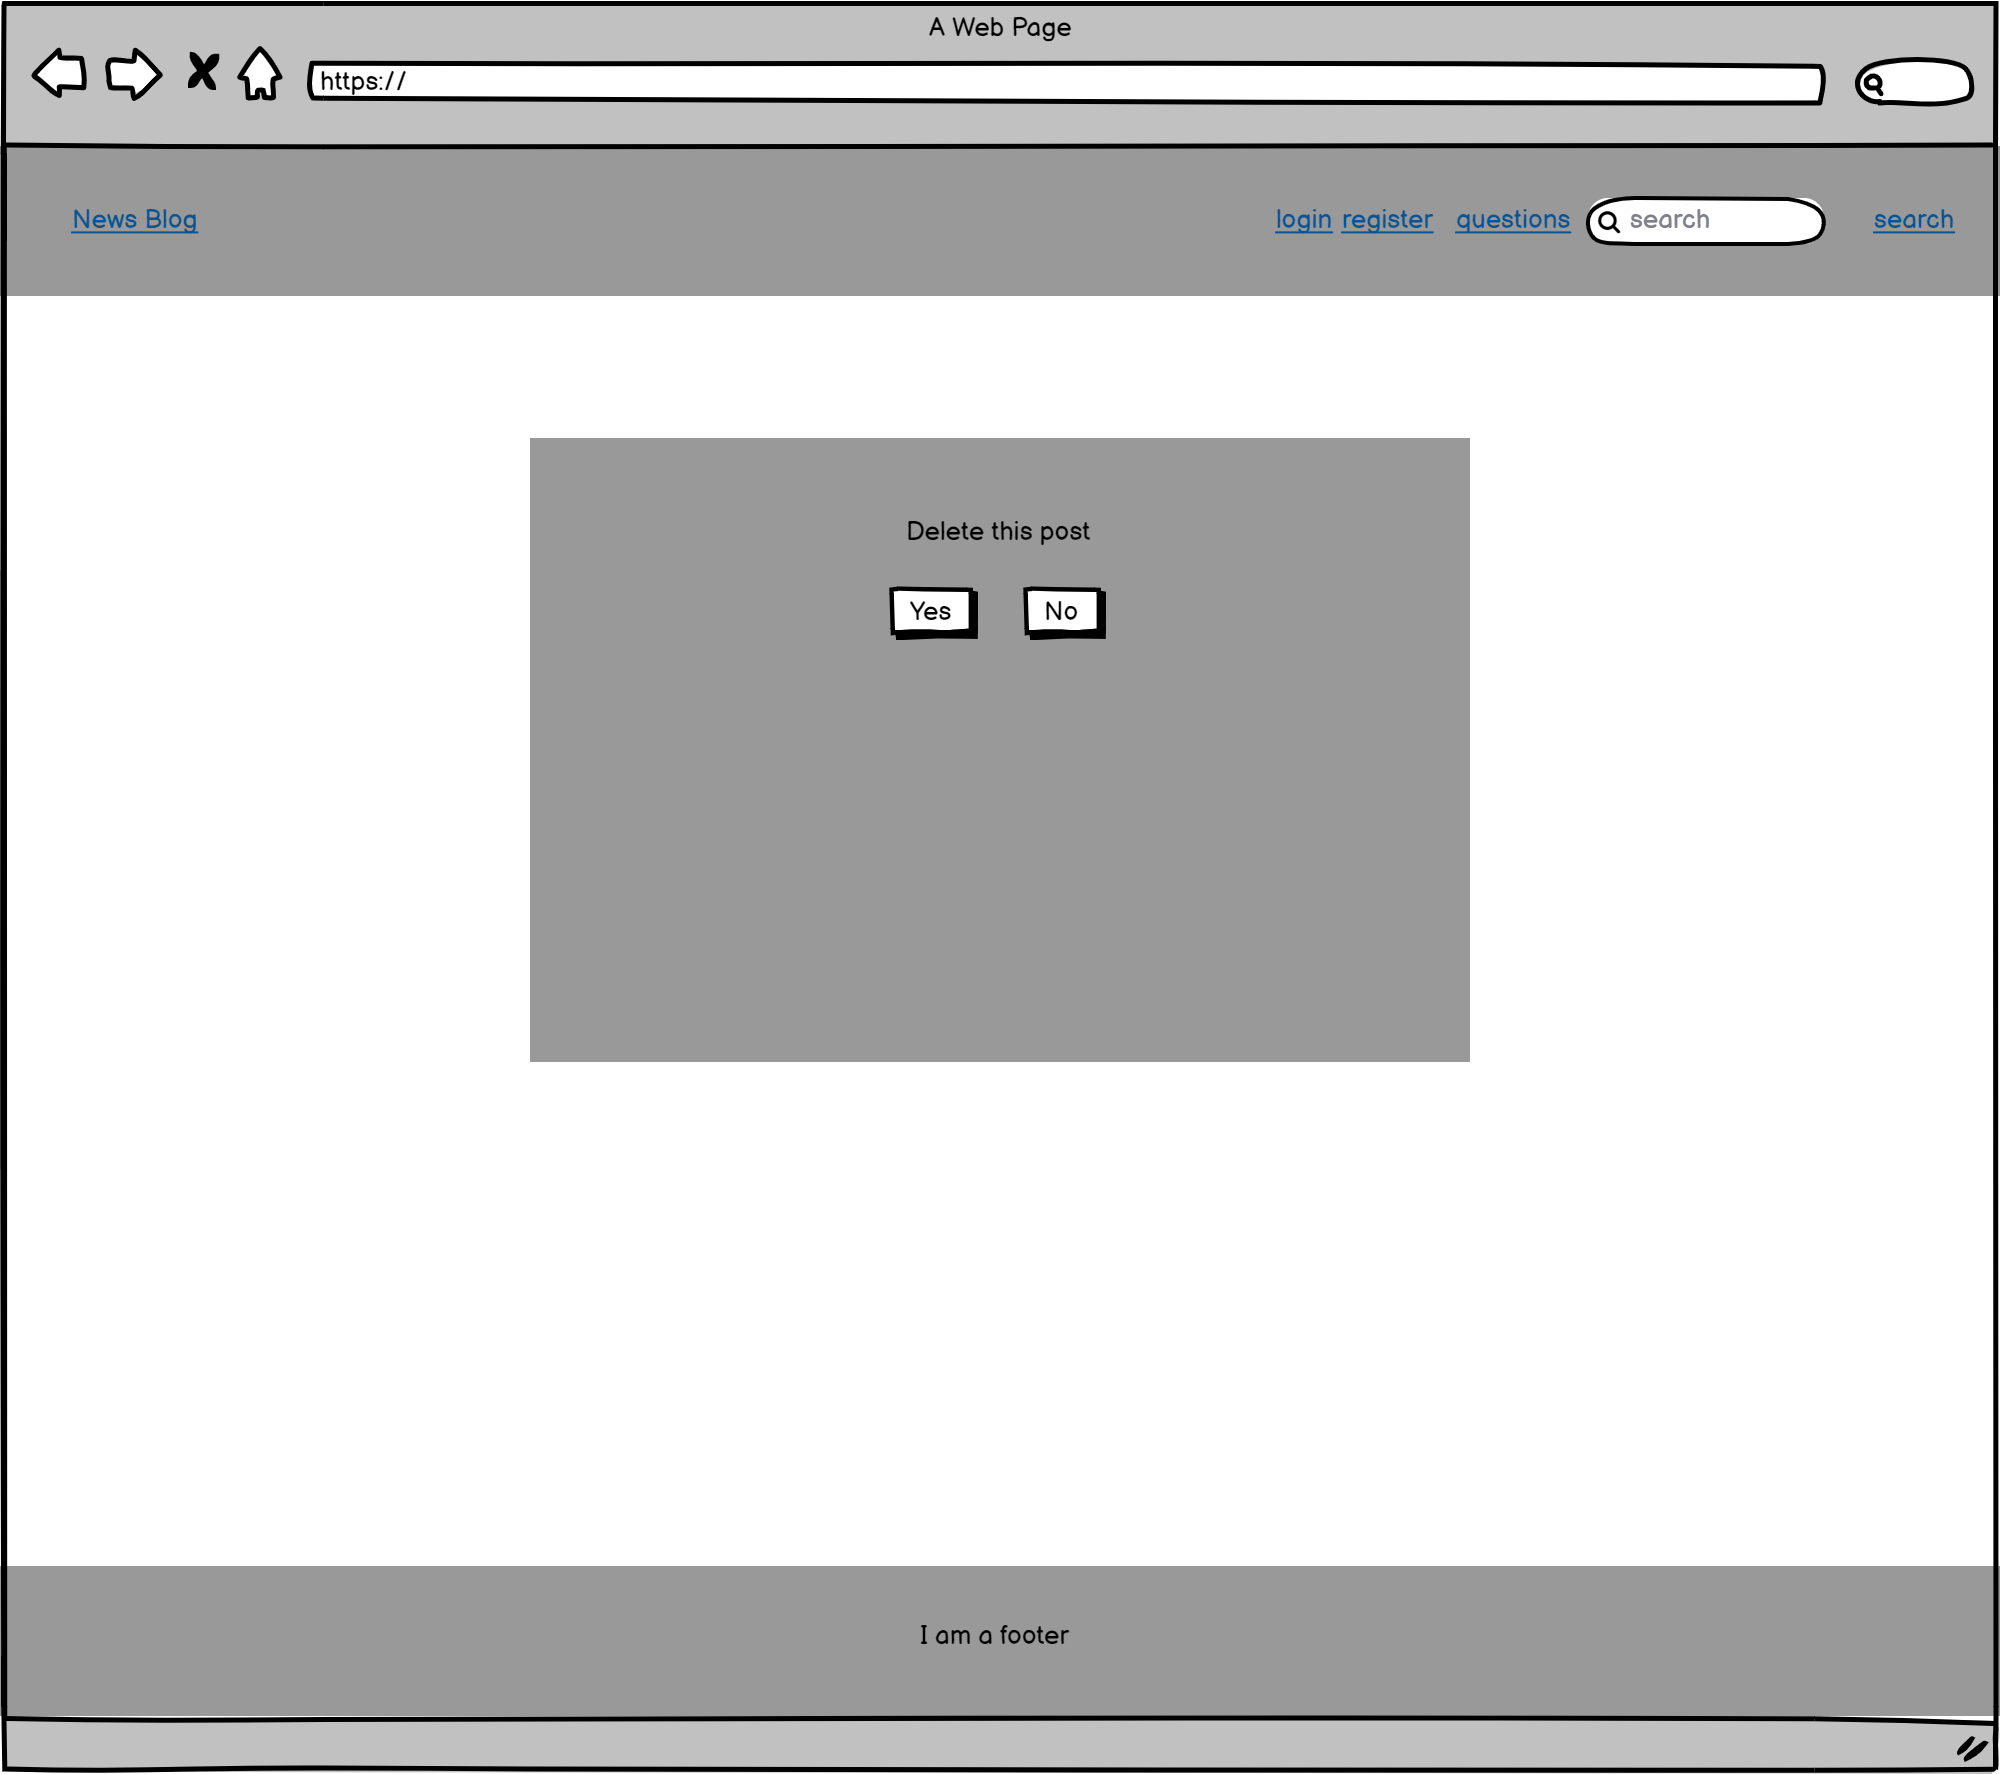 A Web Page
https://
News Blog
login register questions search search
Delete this post
Yes No
I am a footer